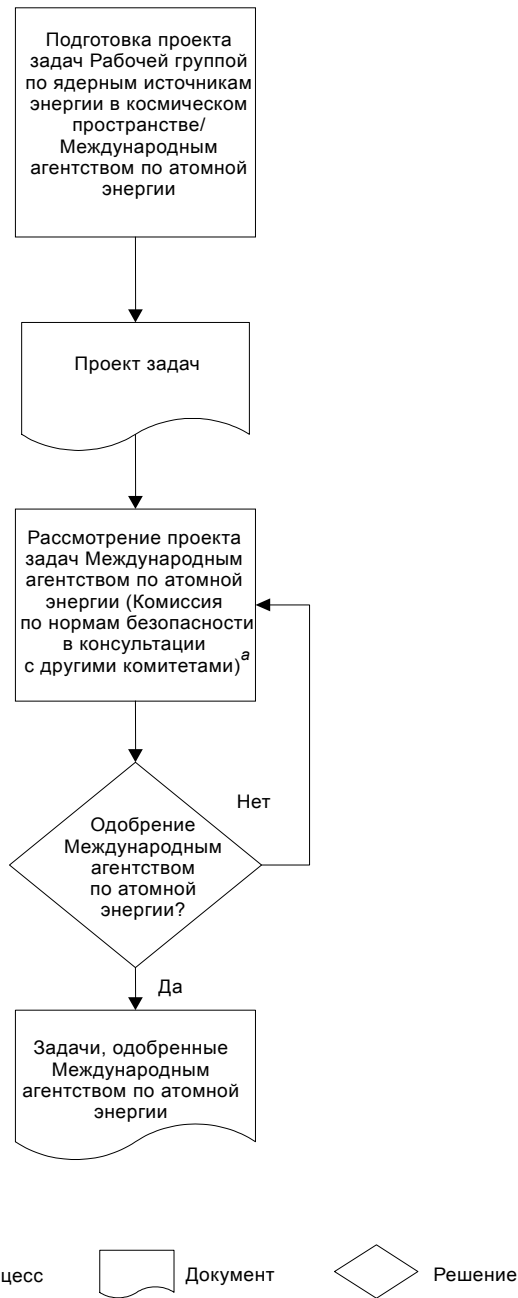 Подготовка проекта
задач Рабочей группой
по ядерным источникам
энергии в космическом
пространстве/
Международным
агентством по атомной
энергии
Проект задач
Рассмотрение проекта
задач Международным
агентством по атомной
энергии (Комиссия
по нормам безопасности
в консультации
с другими комитетами)a
Нет
Одобрение
Международным
агентством
по атомной
энергии?
Да
Задачи, одобренные
Международным
агентством по атомной
энергии
цесс Документ Решение